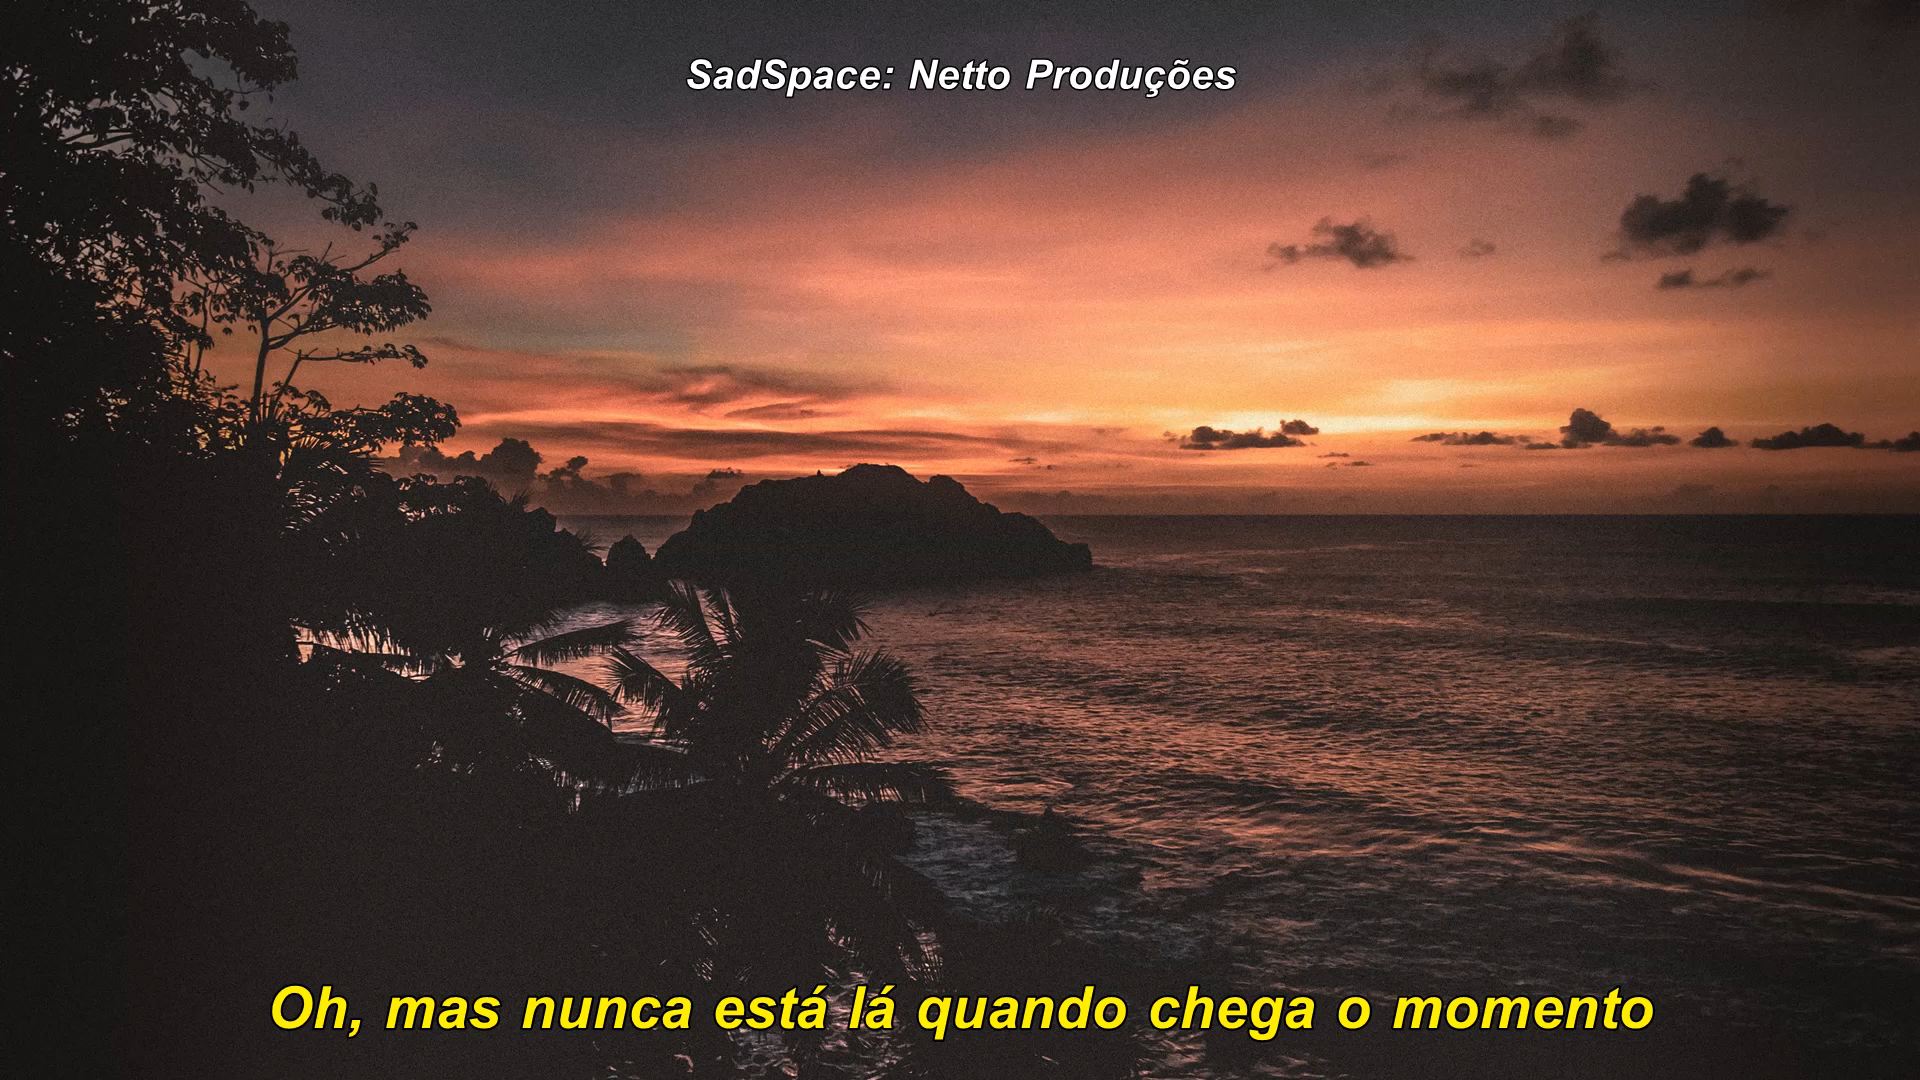 SadSpace: Netto Produções
Oh, mas nunca está lá quando chega o momento